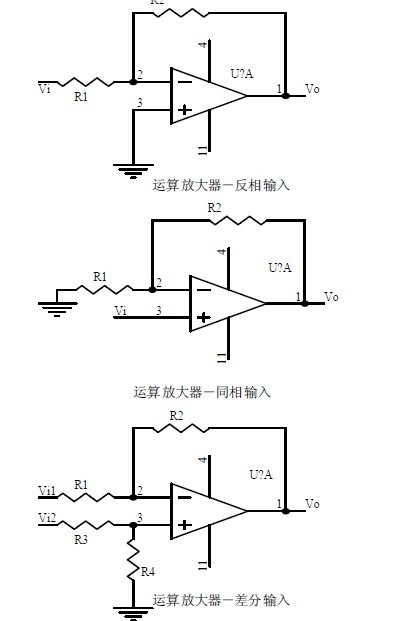 R2
4
2
U?A
Vi
R1
1
Vo
3
11
运算放大器－反相输入
R2
4
U?A
R1
2
1
Vo
Vi
3
11
运算放大器－同相输入
R2
4
U?A
Vi1
R1
2
1
Vo
Vi2
R3
3
11
R4
运算放大器－差分输入